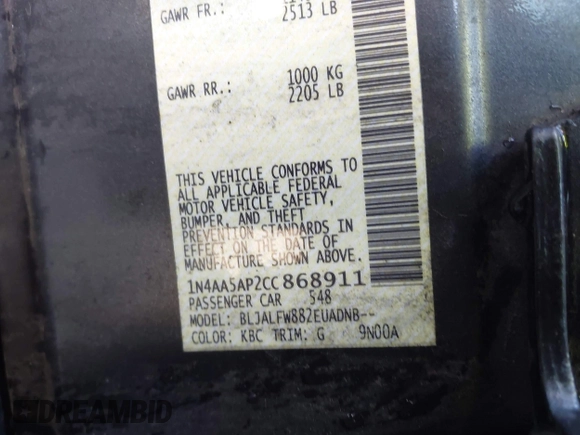 GAWR FR.: 2513 LB
GAWR RR.: 1000 KG
2205 LB
THIS VEHICLE CONFORMS TO
ALL APPLICABLE FEDERAL
MOTOR VEHICLE SAFETY,
BUMPER, AND THEFT
PREVENTION STANDARDS IN
EFFECT ON THE DATE OF
MANUFACTURE SHOWN ABOVE.
1N4AA5AP2CC868911
PASSENGER CAR 548
MODEL: BLJALFW882EUADNB--
COLOR: KBC TRIM: G 9N00A
DREAMBID